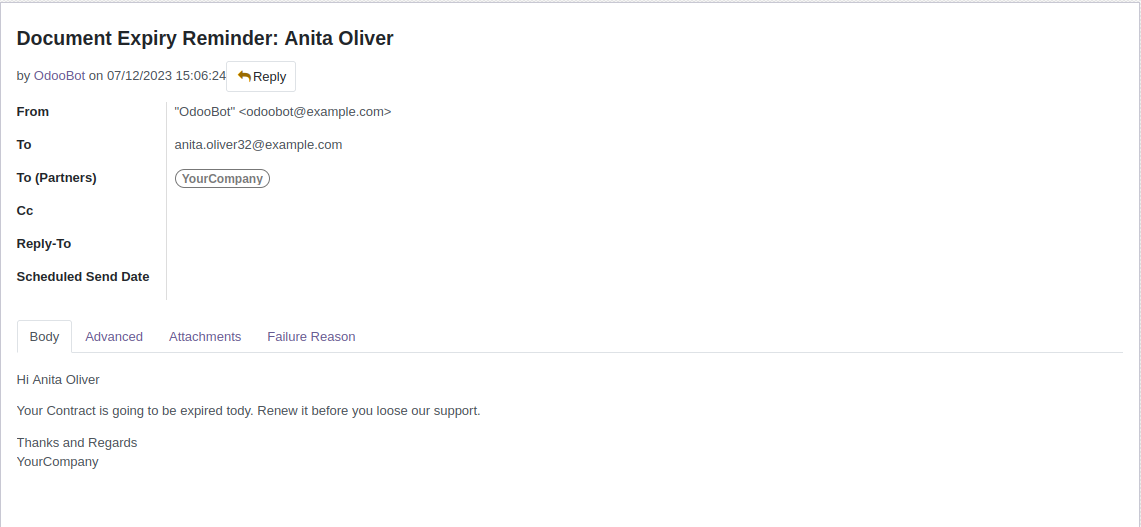 Document Expiry Reminder: Anita Oliver
by OdooBot on 07/12/2023 15:06:24 Reply
From "OdooBot" <odoobot@example.com>
To anita.oliver32@example.com
To (Partners) YourCompany
Cc
Reply-To
Scheduled Send Date
Body Advanced Attachments Failure Reason
Hi Anita Oliver
Your Contract is going to be expired tody. Renew it before you loose our support.
Thanks and Regards
YourCompany